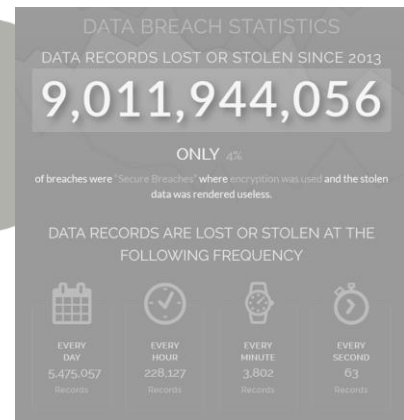 DATA BREACH STATISTICS
DATA RECORDS LOST OR STOLEN SINCE 2013
9,011,944,056
ONLY 4%
of breaches were "Secure Breaches" where encryption was used and the stolen
data was rendered useless.
DATA RECORDS ARE LOST OR STOLEN AT THE
FOLLOWING FREQUENCY
EVERY
DAY
5,475,057
Records
EVERY
HOUR
228,127
Records
EVERY
MINUTE
3,802
Records
EVERY
SECOND
63
Records